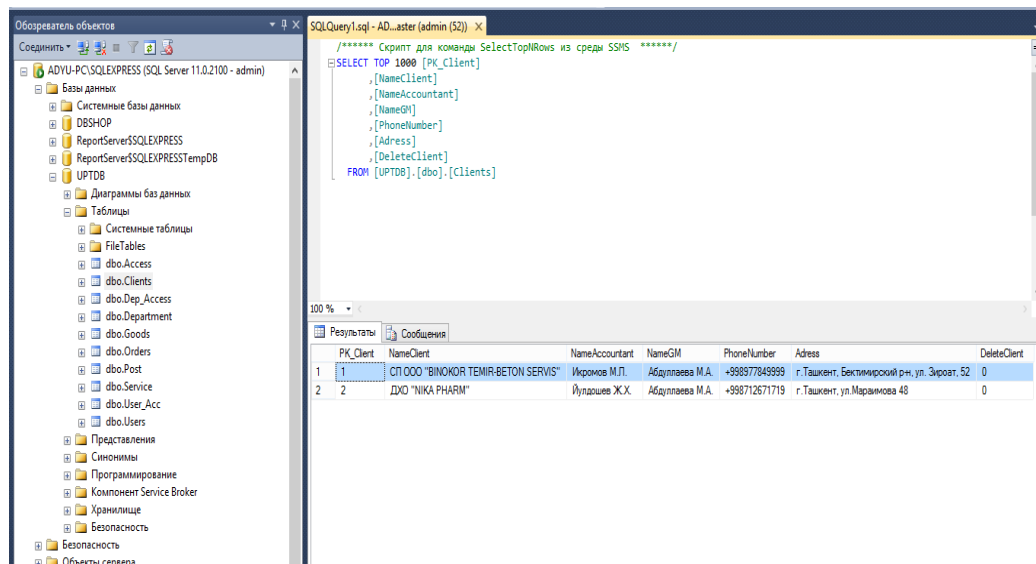 Обозреватель объектов
Соединить
ADYU-PC\SQLEXPRESS (SQL Server 11.0.2100 - admin)
Базы данных
Системные базы данных
DBSHOP
ReportServer$SQLEXPRESS
ReportServer$SQLEXPRESSTempDB
UPTDB
Диаграммы баз данных
Таблицы
Системные таблицы
FileTables
dbo.Access
dbo.Clients
dbo.Dep_Access
dbo.Department
dbo.Goods
dbo.Orders
dbo.Post
dbo.Service
dbo.User_Acc
dbo.Users
Представления
Синонимы
Программирование
Компонент Service Broker
Хранилище
Безопасность
Безопасность
Объекты сервера
SQLQuery1.sql - AD...aster (admin (52))
/****** Скрипт для команды SelectTopNRows из среды SSMS ******/
SELECT TOP 1000 [PK_Client]
,[NameClient]
,[NameAccountant]
,[NameGM]
,[PhoneNumber]
,[Adress]
,[DeleteClient]
FROM [UPTDB].[dbo].[Clients]
100 %
Результаты Сообщения
PK_Client NameClient NameAccountant NameGM PhoneNumber Adress DeleteClient
1 1 СП ООО "BINOKOR TEMIR-BETON SERVIS" Икромов М.Л. Абдуллаева М.А. +998977849999 г.Ташкент, Бектимирский р-н, ул. Зироат, 52 0
2 2 ДХО "NIKA PHARM" Йулдошев Ж.Х. Абдуллаева М.А. +998712671719 г.Ташкент, ул.Мараимова 48 0